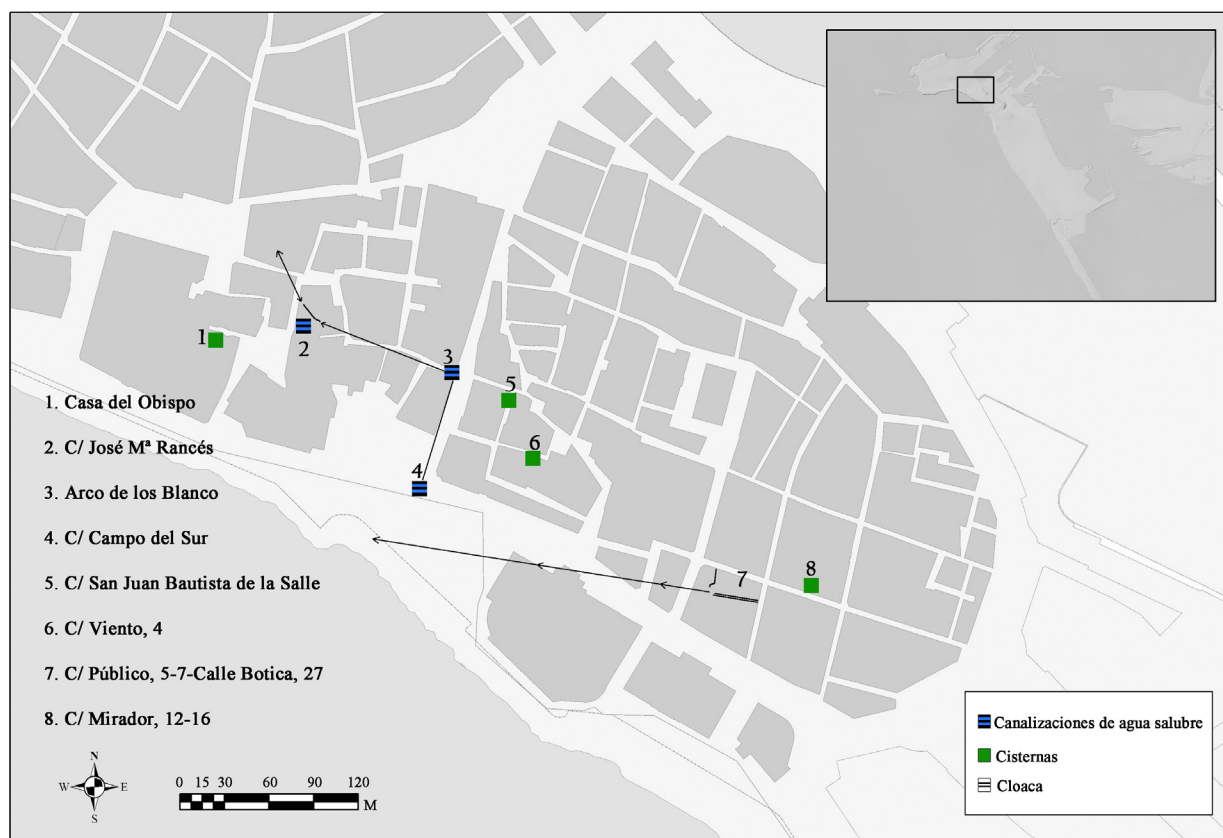 1
2
3
4
5
6
7
8
1. Casa del Obispo
2. C/ José Mª Rancés
3. Arco de los Blanco
4. C/ Campo del Sur
5. C/ San Juan Bautista de la Salle
6. C/ Viento, 4
7. C/ Público, 5-7-Calle Botica, 27
8. C/ Mirador, 12-16
N
W E
S
0 15 30 60 90 120
M
Canalizaciones de agua salubre
Cisternas
Cloaca